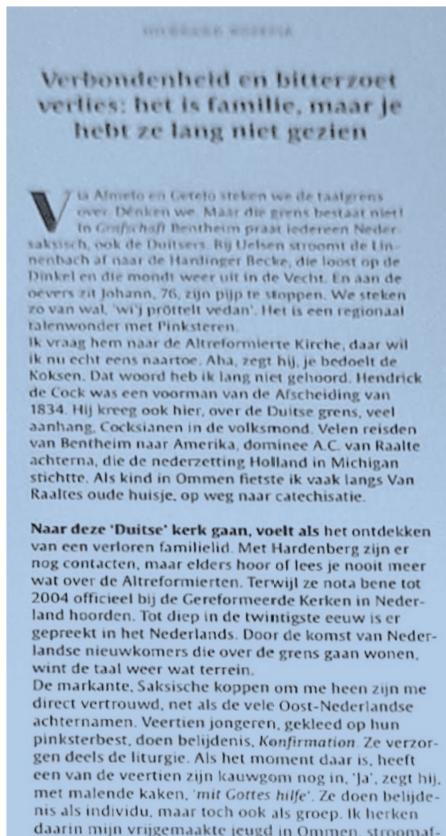 Verbondenheid en bitterzoet
verlies: het is familie, maar je
hebt ze lang niet gezien
Via Almelo en Getelo steken we de taalgrens
over. Dénken we. Maar die grens bestaat niet!
In Grafschaft Bentheim praat iedereen Neder-
saksisch, ook de Duitsers. Bij Uelsen stroomt de Lin-
nenbach af naar de Hardinger Becke, die loost op de
Dinkel en die mondt weer uit in de Vecht. En aan de
oevers zit Johann, 76, zijn pijp te stoppen. We steken
zo van wal, 'wi'j pröttelt vedan'. Het is een regionaal
talenwonder met Pinksteren.
Ik vraag hem naar de Altreformierte Kirche, daar wil
ik nu echt eens naartoe. Aha, zegt hij, je bedoelt de
Koksen. Dat woord heb ik lang niet gehoord. Hendrick
de Cock was een voorman van de Afscheiding van
1834. Hij kreeg ook hier, over de Duitse grens, veel
aanhang. Cocksianen in de volksmond. Velen reisden
van Bentheim naar Amerika, dominee A.C. van Raalte
achterna, die de nederzetting Holland in Michigan
stichtte. Als kind in Ommen fietste ik vaak langs Van
Raaltes oude huisje, op weg naar catechisatie.
Naar deze 'Duitse' kerk gaan, voelt als het ontdekken
van een verloren familielid. Met Hardenberg zijn er
nog contacten, maar elders hoor of lees je nooit meer
wat over de Altreformierten. Terwijl ze nota bene tot
2004 officieel bij de Gereformeerde Kerken in Neder-
land hoorden. Tot diep in de twintigste eeuw is er
gepreekt in het Nederlands. Door de komst van Neder-
landse nieuwkomers die over de grens gaan wonen,
wint de taal weer wat terrein.
De markante, Saksische koppen om me heen zijn me
direct vertrouwd, net als de vele Oost-Nederlandse
achternamen. Veertien jongeren, gekleed op hun
pinksterbest, doen belijdenis, Konfirmation. Ze verzor-
gen deels de liturgie. Als het moment daar is, heeft
een van de veertien zijn kauwgom nog in, 'Ja', zegt hij,
met malende kaken, 'mit Gottes hilfe'. Ze doen belijde-
nis als individu, maar toch ook als groep. Ik herken
daarin mijn vrijgemaakte jeugd in Ommen.